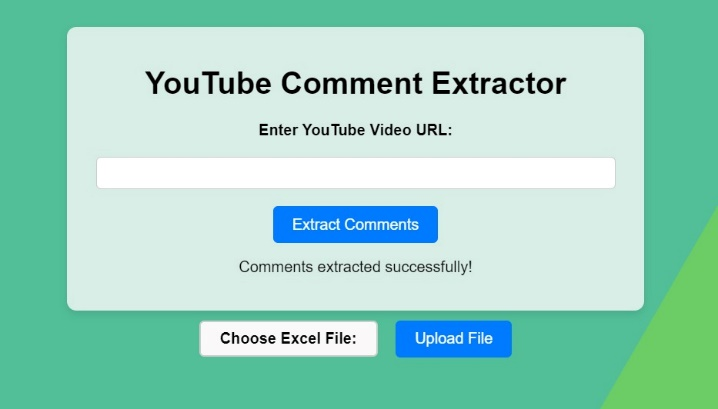 YouTube Comment Extractor
Enter YouTube Video URL:
Extract Comments
Comments extracted successfully!
Choose Excel File:
Upload File